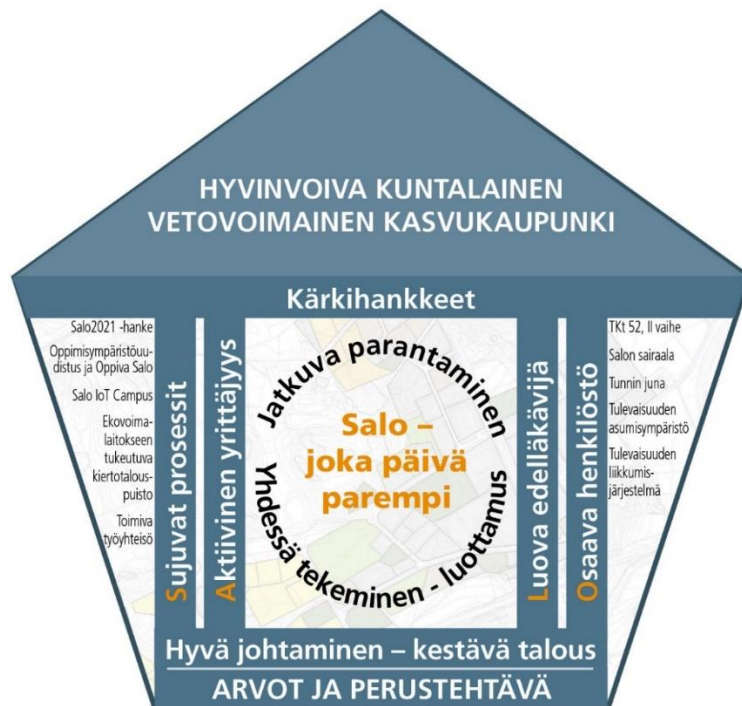 HYVINVOIVA KUNTALAINEN
VETOVOIMAINEN KASVUKAUPUNKI
Kärkihankkeet
Salo2021 -hanke
Oppimisympäristöuu-
distus ja Oppiva Salo
Salo IoT Campus
Ekovoima-
laitokseen
tukeutuva
kiertotalous-
puisto
Toimiva
työyhteisö
Sujuvat prosessit
Aktiivinen yrittäjyys
Jatkuva parantaminen
Salo –
joka päivä
parempi
Yhdessä tekeminen - luottamus
Luova edelläkävijä
Osaava henkilöstö
TKt 52, II vaihe
Salon sairaala
Tunnin juna
Tulevaisuuden
asumisympäristö
Tulevaisuuden
liikkumis-
järjestelmä
Hyvä johtaminen – kestävä talous
ARVOT JA PERUSTEHTÄVÄ